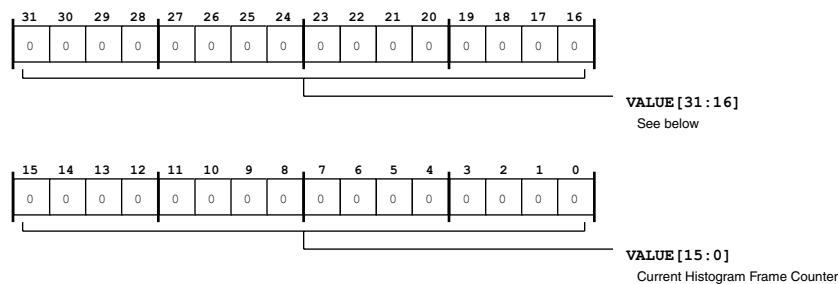 31 30 29 28 27 26 25 24 23 22 21 20 19 18 17 16
0 0 0 0 0 0 0 0 0 0 0 0 0 0 0 0
VALUE[31:16]
See below
15 14 13 12 11 10 9 8 7 6 5 4 3 2 1 0
0 0 0 0 0 0 0 0 0 0 0 0 0 0 0 0
VALUE[15:0]
Current Histogram Frame Counter